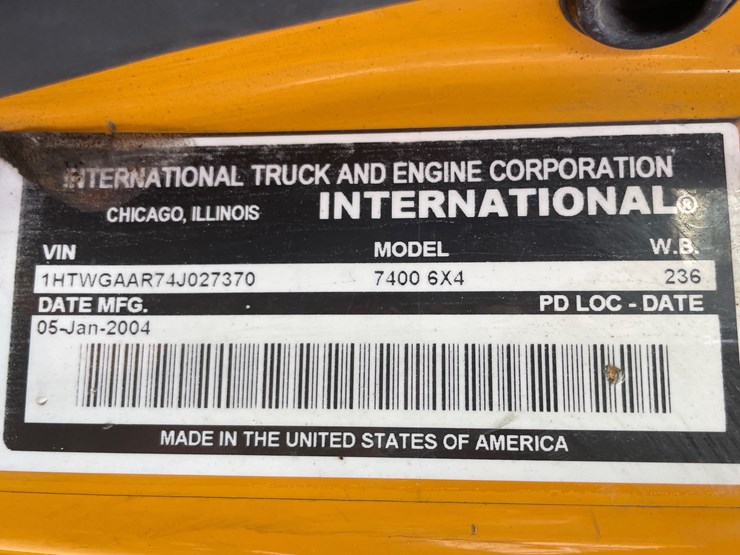 INTERNATIONAL TRUCK AND ENGINE CORPORATION
CHICAGO, ILLINOIS INTERNATIONAL®
VIN MODEL W.B.
1HTWGAAR74J027370 7400 6X4 236
DATE MFG. PD LOC - DATE
05-Jan-2004
MADE IN THE UNITED STATES OF AMERICA